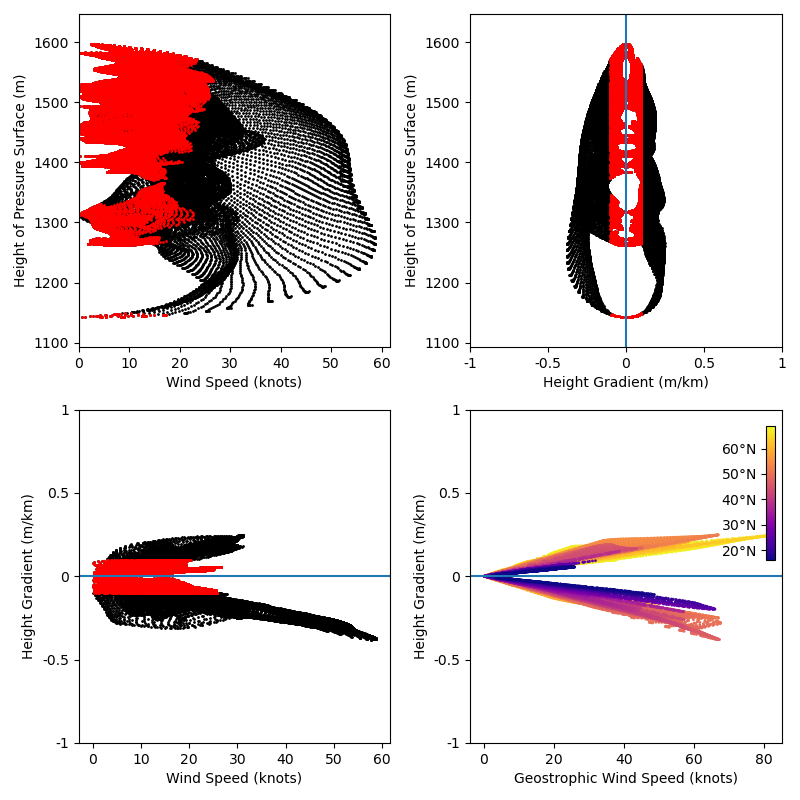 1600
1500
1400
1300
1200
1100
Height of Pressure Surface (m)
0 10 20 30 40 50 60
Wind Speed (knots)
1600
1500
1400
1300
1200
1100
Height of Pressure Surface (m)
-1 -0.5 0 0.5 1
Height Gradient (m/km)
1
0.5
0
-0.5
-1
Height Gradient (m/km)
0 10 20 30 40 50 60
Wind Speed (knots)
1
0.5
0
-0.5
-1
Height Gradient (m/km)
60°N
50°N
40°N
30°N
20°N
0 20 40 60 80
Geostrophic Wind Speed (knots)